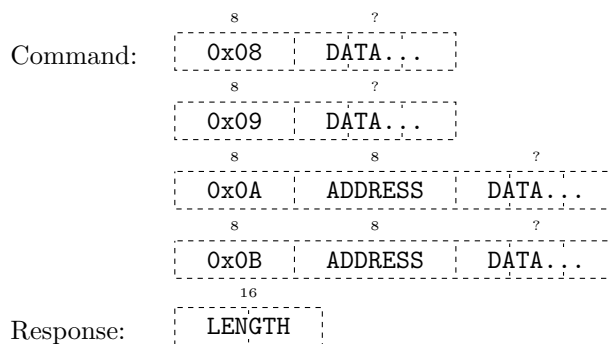 8 ?
Command: 0x08 DATA...
8 ?
0x09 DATA...
8 8 ?
0x0A ADDRESS DATA...
8 8 ?
0x0B ADDRESS DATA...
16
Response: LENGTH